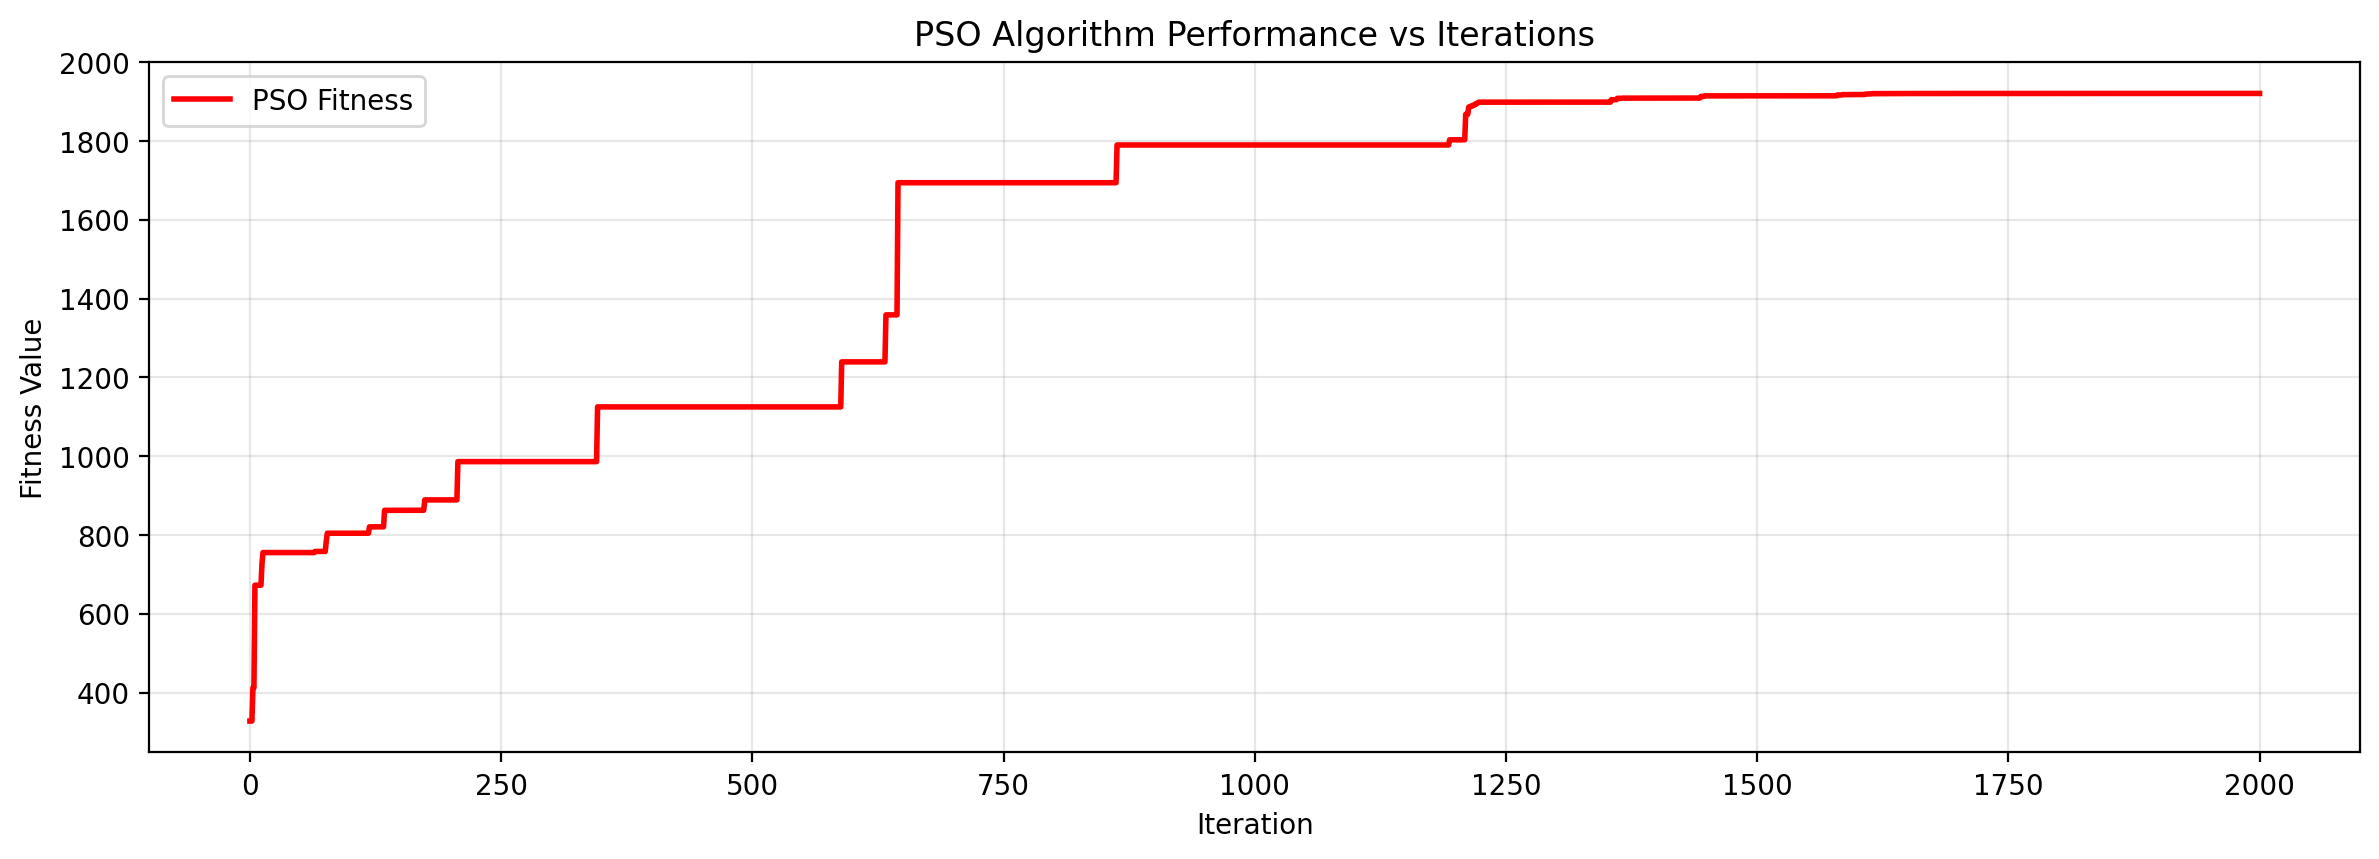 PSO Algorithm Performance vs Iterations
PSO Fitness
Fitness Value
2000
1800
1600
1400
1200
1000
800
600
400
0 250 500 750 1000 1250 1500 1750 2000
Iteration